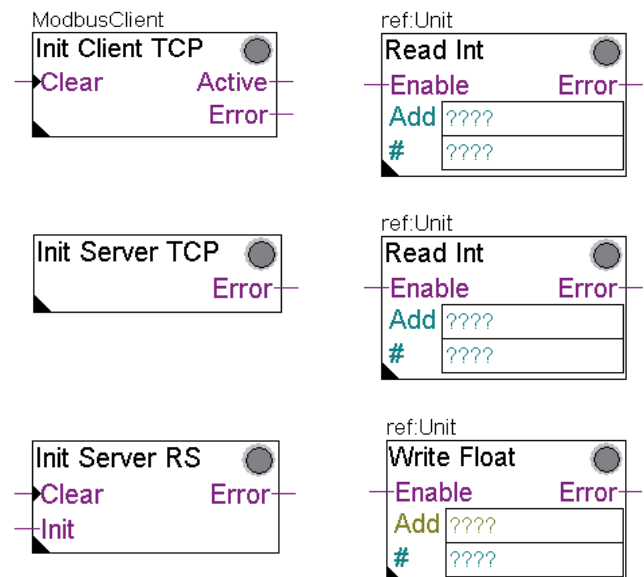 ModbusClient
Init Client TCP
Clear Active
Error
ref:Unit
Read Int
Enable Error
Add ????
# ????
Init Server TCP
Error
ref:Unit
Read Int
Enable Error
Add ????
# ????
Init Server RS
Clear Error
Init
ref:Unit
Write Float
Enable Error
Add ????
# ????